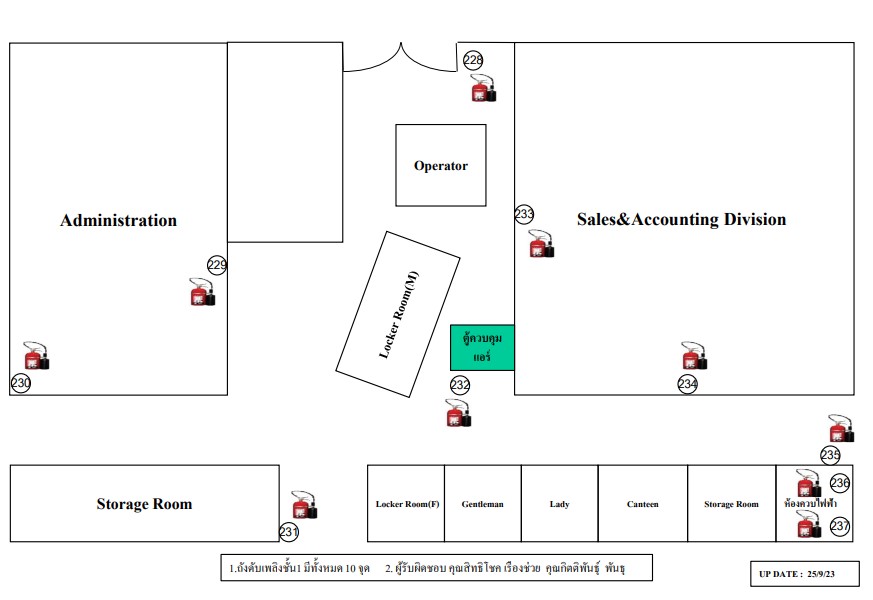 228
Operator
Administration
233
Sales&Accounting Division
229
Locker Room(M)
ตู้ควบคุม
แอร์
230
232
234
235
Storage Room
231
Locker Room(F)
Gentleman
Lady
Canteen
Storage Room
236
ห้องควบไฟฟ้า
237
1.ถังดับเพลิงชั้น1 มีทั้งหมด 10 จุด 2. ผู้รับผิดชอบ คุณสิทธิโชค เรืองช่วย คุณกิตติพันธุ์ พันธุ
UP DATE : 25/9/23